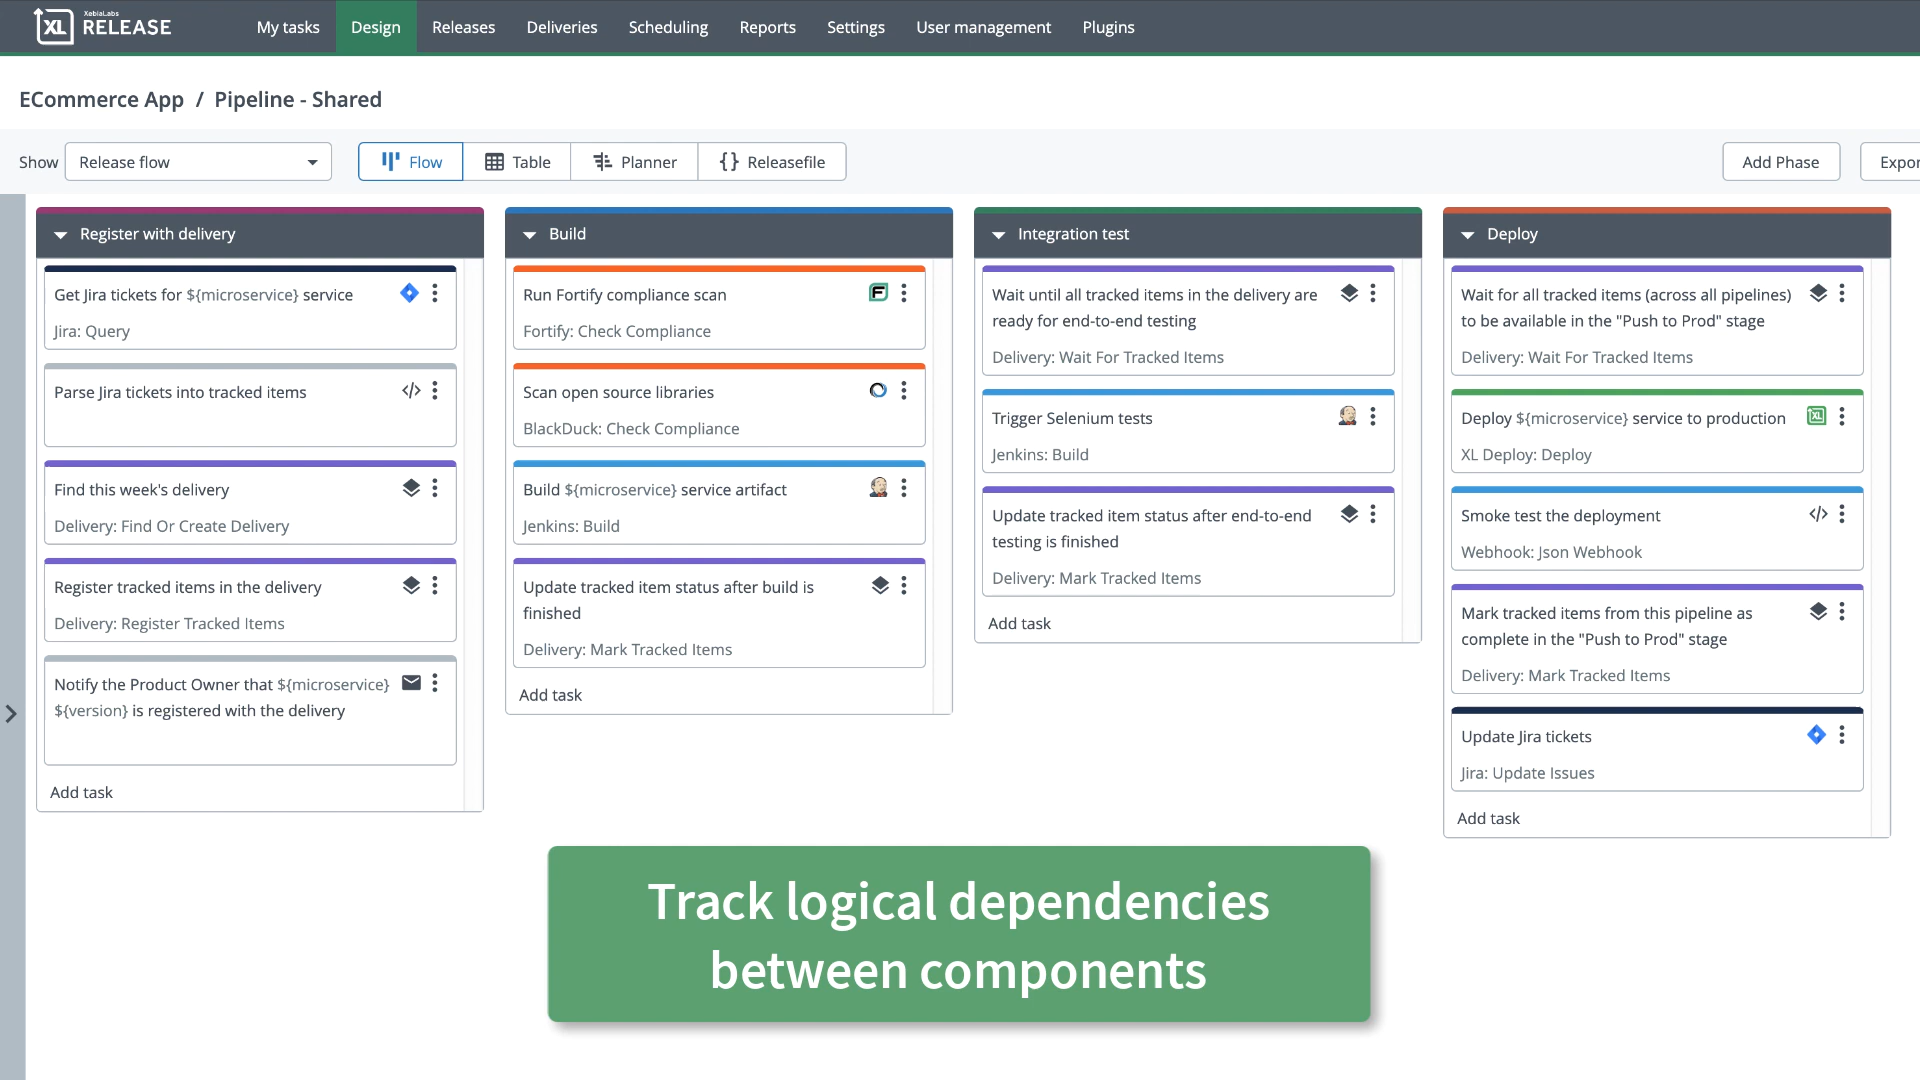 XebiaLabs
XL RELEASE
My tasks
Design
Releases
Deliveries
Scheduling
Reports
Settings
User management
Plugins
ECommerce App / Pipeline - Shared
Show
Release flow
Flow
Table
Planner
{} Releasefile
Add Phase
Expor
Register with delivery
Get Jira tickets for ${microservice} service
Jira: Query
Parse Jira tickets into tracked items
</>
Find this week's delivery
Delivery: Find Or Create Delivery
Register tracked items in the delivery
Delivery: Register Tracked Items
Notify the Product Owner that ${microservice}
${version} is registered with the delivery
Add task
Build
Run Fortify compliance scan
F
Fortify: Check Compliance
Scan open source libraries
BlackDuck: Check Compliance
Build ${microservice} service artifact
Jenkins: Build
Update tracked item status after build is
finished
Delivery: Mark Tracked Items
Add task
Integration test
Wait until all tracked items in the delivery are
ready for end-to-end testing
Delivery: Wait For Tracked Items
Trigger Selenium tests
Jenkins: Build
Update tracked item status after end-to-end
testing is finished
Delivery: Mark Tracked Items
Add task
Deploy
Wait for all tracked items (across all pipelines)
to be available in the "Push to Prod" stage
Delivery: Wait For Tracked Items
Deploy ${microservice} service to production
XL
XL Deploy: Deploy
Smoke test the deployment
</>
Webhook: Json Webhook
Mark tracked items from this pipeline as
complete in the "Push to Prod" stage
Delivery: Mark Tracked Items
Update Jira tickets
Jira: Update Issues
Add task
Track logical dependencies
between components